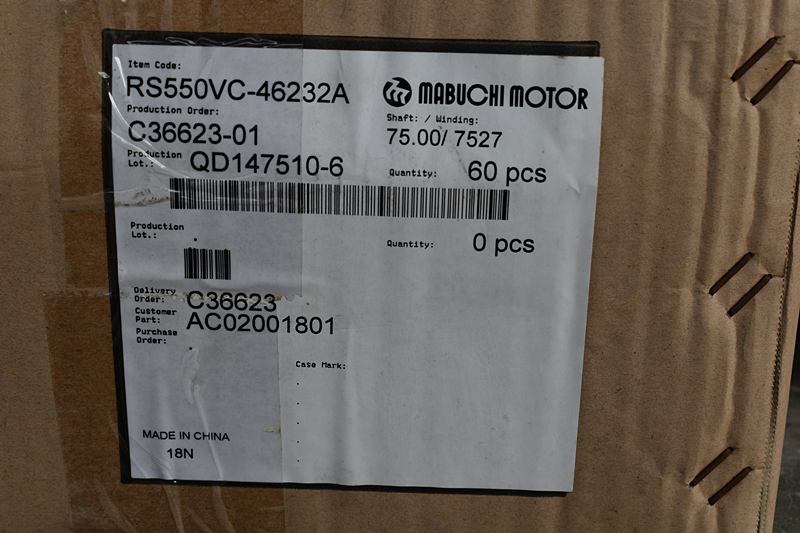 Item Code:
RS550VC-46232A
MABUCHI MOTOR
Production Order:
C36623-01
Shaft: / Winding:
75.00/ 7527
Production Lot.: QD147510-6
Quantity: 60 pcs
Production Lot.:
Quantity: 0 pcs
Delivery Order: C36623
Customer Part: AC02001801
Purchase Order:
Case Mark:
MADE IN CHINA
18N